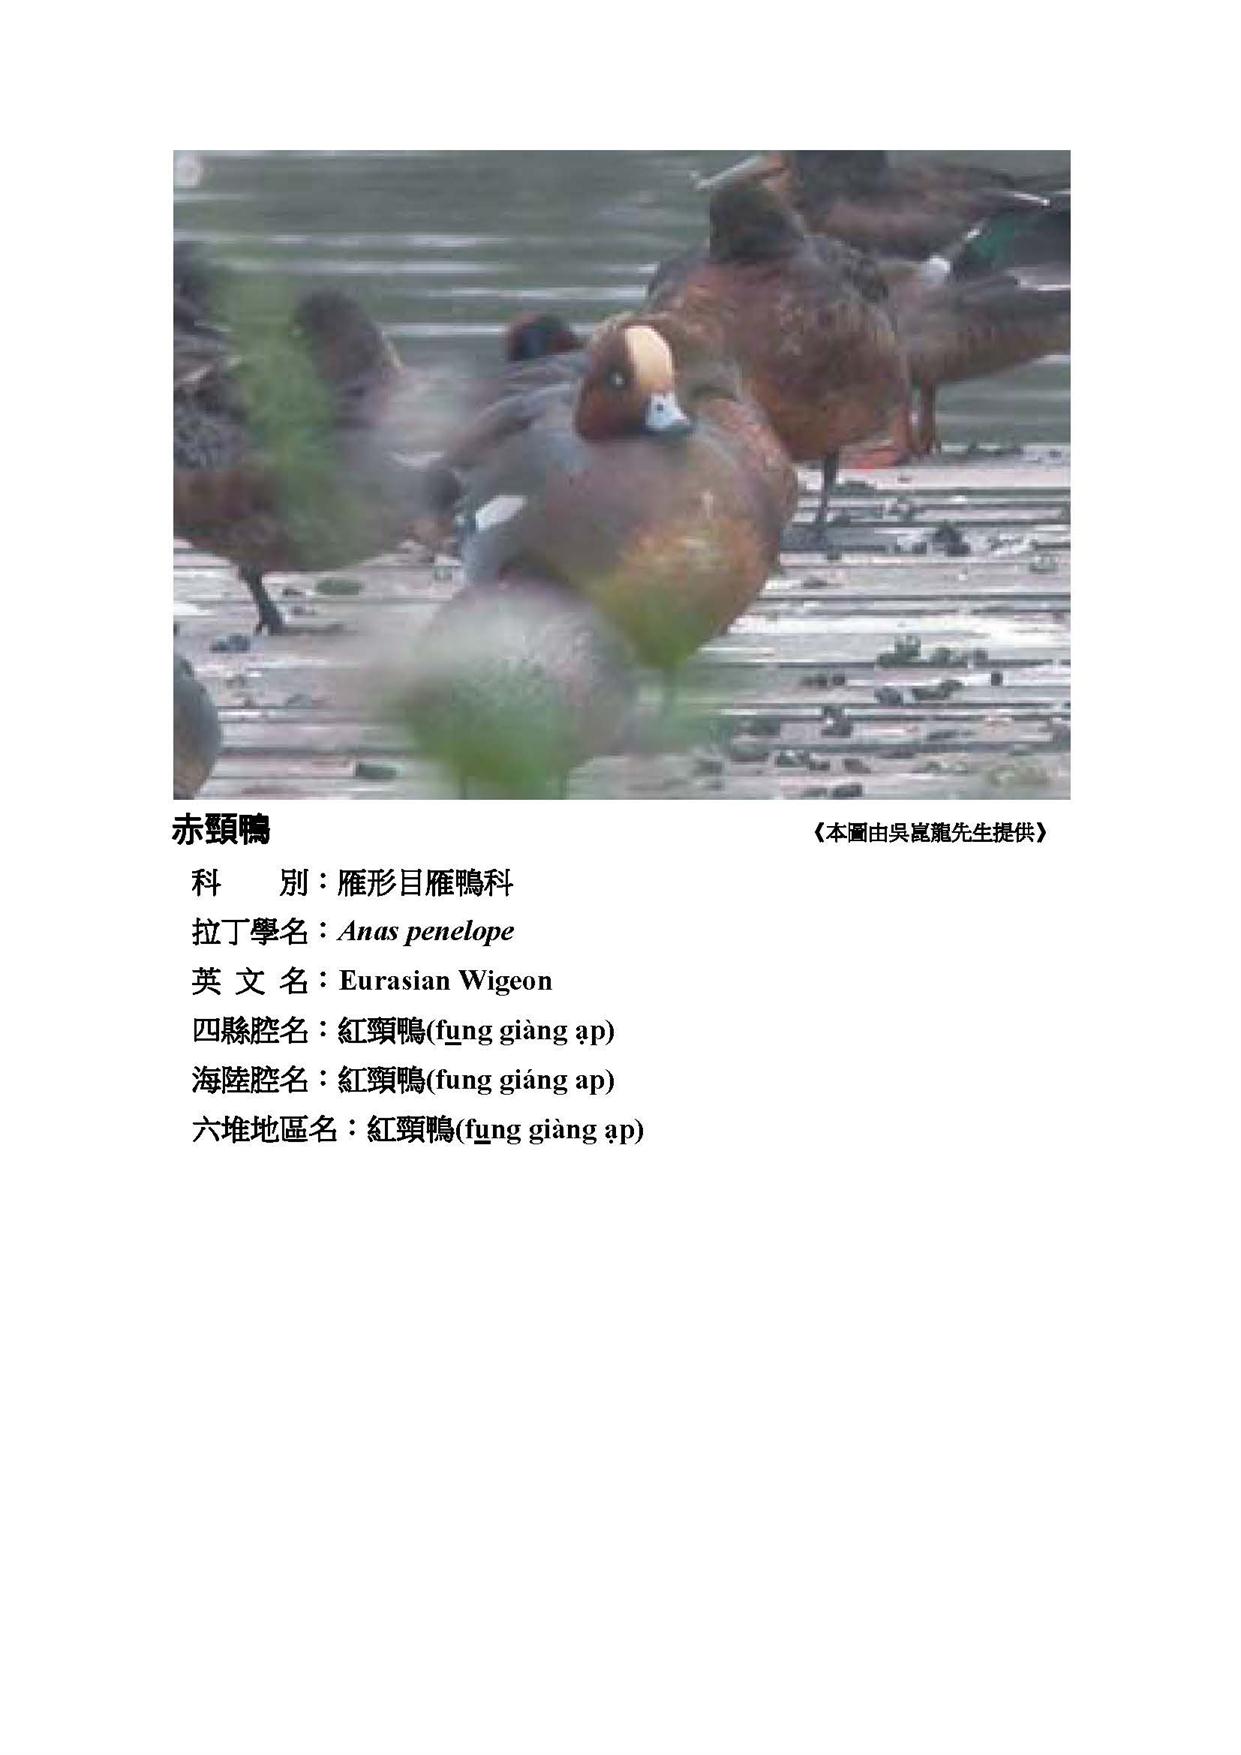 赤頸鴨
《本圖由吳崑龍先生提供》
科　　別：雁形目雁鴨科
拉丁學名：Anas penelope
英 文 名：Eurasian Wigeon
四縣腔名：紅頸鴨(fu̲ng giàng ạp)
海陸腔名：紅頸鴨(fung giáng ap)
六堆地區名：紅頸鴨(fu̲ng giàng ạp)